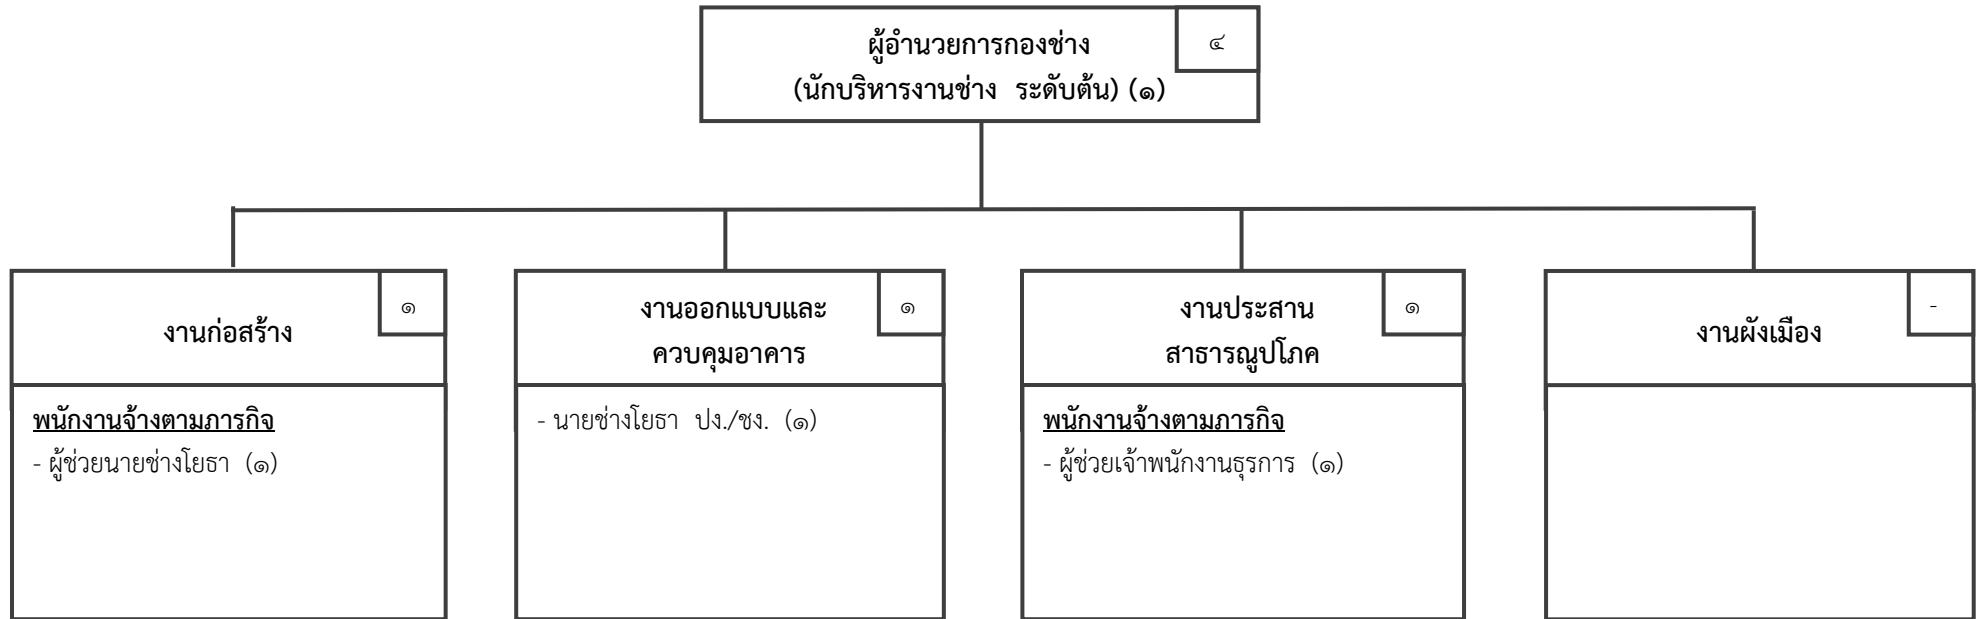 ผู้อำนวยการกองช่าง
(นักบริหารงานช่าง ระดับต้น) (๑)
๔
งานก่อสร้าง
๑
พนักงานจ้างตามภารกิจ
- ผู้ช่วยนายช่างโยธา (๑)
งานออกแบบและ
ควบคุมอาคาร
๑
- นายช่างโยธา ปง./ชง. (๑)
งานประสาน
สาธารณูปโภค
๑
พนักงานจ้างตามภารกิจ
- ผู้ช่วยเจ้าพนักงานธุรการ (๑)
งานผังเมือง
-